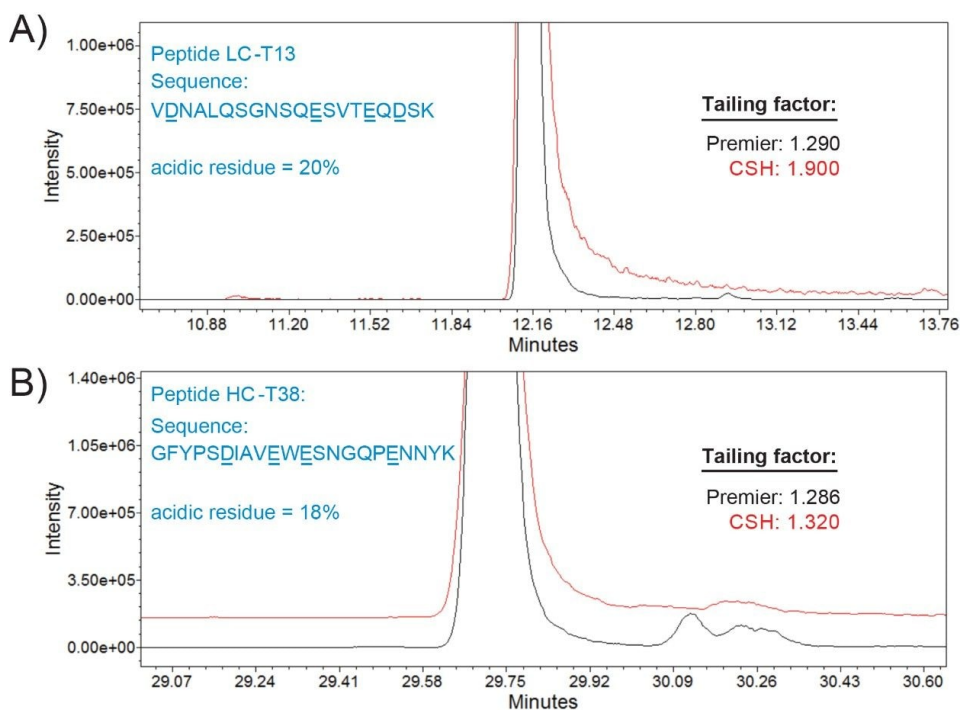 A)
Peptide LC-T13
Sequence:
VDNALQSGNSQESVTEQDSK
acidic residue = 20%
Tailing factor:
Premier: 1.290
CSH: 1.900
Intensity
1.00e+06
7.50e+05
5.00e+05
2.50e+05
0.00e+00
10.88 11.20 11.52 11.84 12.16 12.48 12.80 13.12 13.44 13.76
Minutes
B)
Peptide HC-T38:
Sequence:
GFYPSDIAVEWESNGQPENNYK
acidic residue = 18%
Tailing factor:
Premier: 1.286
CSH: 1.320
Intensity
1.40e+06
1.05e+06
7.00e+05
3.50e+05
0.00e+00
29.07 29.24 29.41 29.58 29.75 29.92 30.09 30.26 30.43 30.60
Minutes